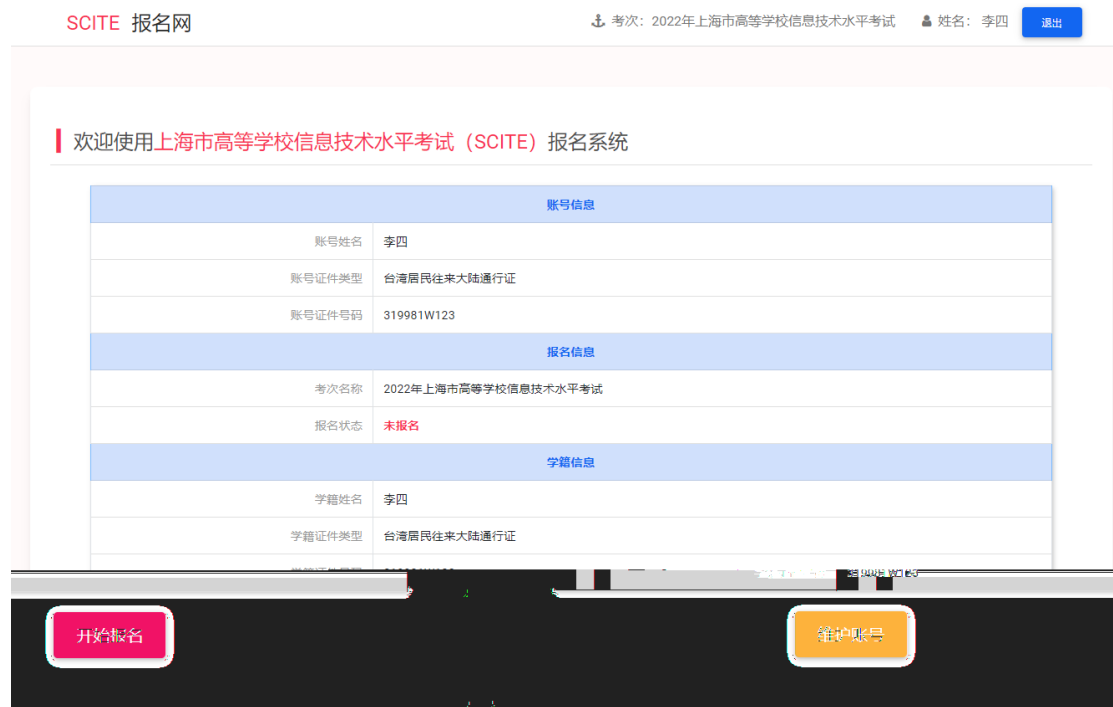 SCITE 报名网
考次：2022年上海市高等学校信息技术水平考试 姓名： 李四 退出
欢迎使用上海市高等学校信息技术水平考试（SCITE）报名系统
账号信息
账号姓名 李四
账号证件类型 台湾居民往来大陆通行证
账号证件号码 319981W123
报名信息
考次名称 2022年上海市高等学校信息技术水平考试
报名状态 未报名
学籍信息
学籍姓名 李四
学籍证件类型 台湾居民往来大陆通行证
开始报名 维护账号